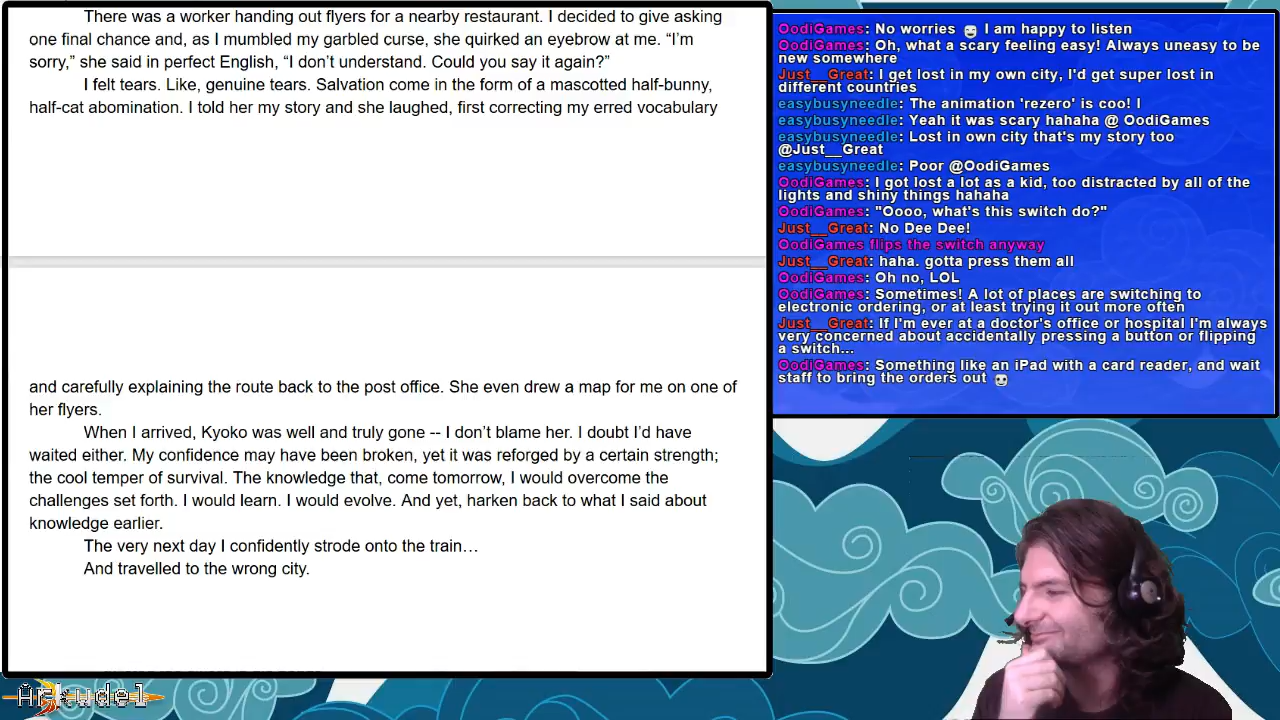 There was a worker handing out flyers for a nearby restaurant. I decided to give asking
one final chance and, as I mumbled my garbled curse, she quirked an eyebrow at me. “I’m
sorry,” she said in perfect English, “I don’t understand. Could you say it again?”
I felt tears. Like, genuine tears. Salvation come in the form of a mascotted half-bunny,
half-cat abomination. I told her my story and she laughed, first correcting my erred vocabulary
and carefully explaining the route back to the post office. She even drew a map for me on one of
her flyers.
When I arrived, Kyoko was well and truly gone -- I don’t blame her. I doubt I’d have
waited either. My confidence may have been broken, yet it was reforged by a certain strength;
the cool temper of survival. The knowledge that, come tomorrow, I would overcome the
challenges set forth. I would learn. I would evolve. And yet, harken back to what I said about
knowledge earlier.
The very next day I confidently strode onto the train…
And travelled to the wrong city.
OodiGames: No worries I am happy to listen
OodiGames: Oh, what a scary feeling easy! Always uneasy to be
new somewhere
Just__Great: I get lost in my own city, I'd get super lost in
different countries
easybusyneedle: The animation 'rezero' is coo! I
easybusyneedle: Yeah it was scary hahaha @ OodiGames
easybusyneedle: Lost in own city that's my story too
@Just__Great
easybusyneedle: Poor @OodiGames
OodiGames: I got lost a lot as a kid, too distracted by all of the
lights and shiny things hahaha
OodiGames: "Oooo, what's this switch do?"
Just__Great: No Dee Dee!
OodiGames flips the switch anyway
Just__Great: haha. gotta press them all
OodiGames: Oh no, LOL
OodiGames: Sometimes! A lot of places are switching to
electronic ordering, or at least trying it out more often
Just__Great: If I'm ever at a doctor's office or hospital I'm always
very concerned about accidentally pressing a button or flipping
a switch...
OodiGames: Something like an iPad with a card reader, and wait
staff to bring the orders out
Arkudel